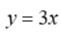 y = 3x